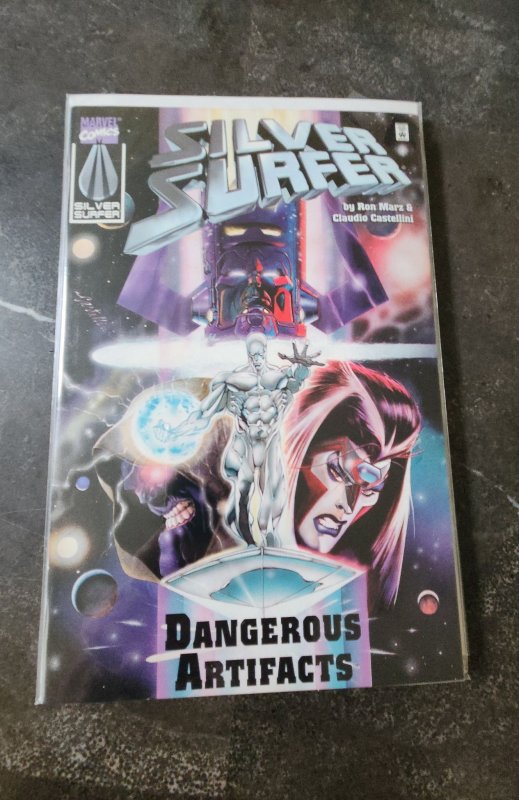 MARVEL
COMICS
SILVER
SURFER
SILVER
SURFER
by Ron Marz &
Claudio Castellini
DANGEROUS
ARTIFACTS